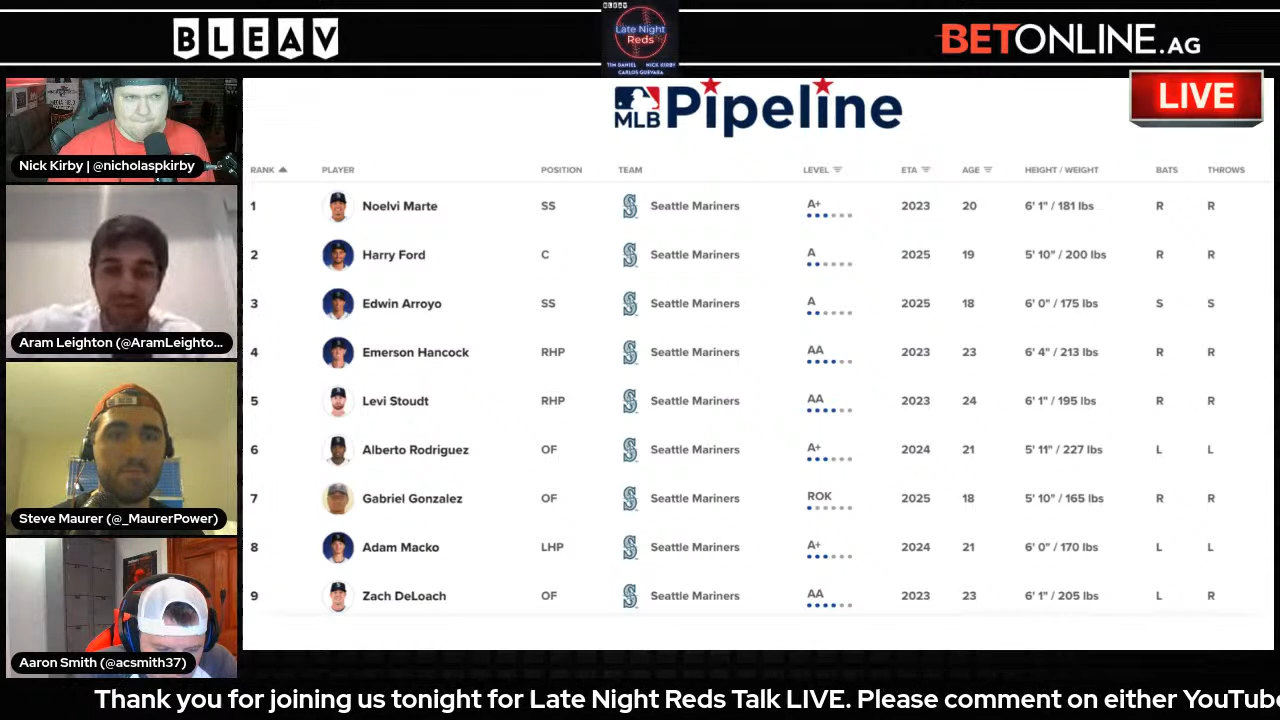 BLEAV
BLEAV
Late Night
Reds
TIM DANIEL NICK KIRBY
CARLOS GUEVARA
BETONLINE.AG
LIVE
MLB Pipeline
RANK PLAYER POSITION TEAM LEVEL ETA AGE HEIGHT / WEIGHT BATS THROWS
1 Noelvi Marte SS Seattle Mariners A+ 2023 20 6' 1" / 181 lbs R R
2 Harry Ford C Seattle Mariners A 2025 19 5' 10" / 200 lbs R R
3 Edwin Arroyo SS Seattle Mariners A 2025 18 6' 0" / 175 lbs S S
4 Emerson Hancock RHP Seattle Mariners AA 2023 23 6' 4" / 213 lbs R R
5 Levi Stoudt RHP Seattle Mariners AA 2023 24 6' 1" / 195 lbs R R
6 Alberto Rodriguez OF Seattle Mariners A+ 2024 21 5' 11" / 227 lbs L L
7 Gabriel Gonzalez OF Seattle Mariners ROK 2025 18 5' 10" / 165 lbs R R
8 Adam Macko LHP Seattle Mariners A+ 2024 21 6' 0" / 170 lbs L L
9 Zach DeLoach OF Seattle Mariners AA 2023 23 6' 1" / 205 lbs L R
Nick Kirby | @nicholaspkirby
Aram Leighton (@AramLeighto...
Steve Maurer (@_MaurerPower)
Aaron Smith (@acsmith37)
Thank you for joining us tonight for Late Night Reds Talk LIVE. Please comment on either YouTube